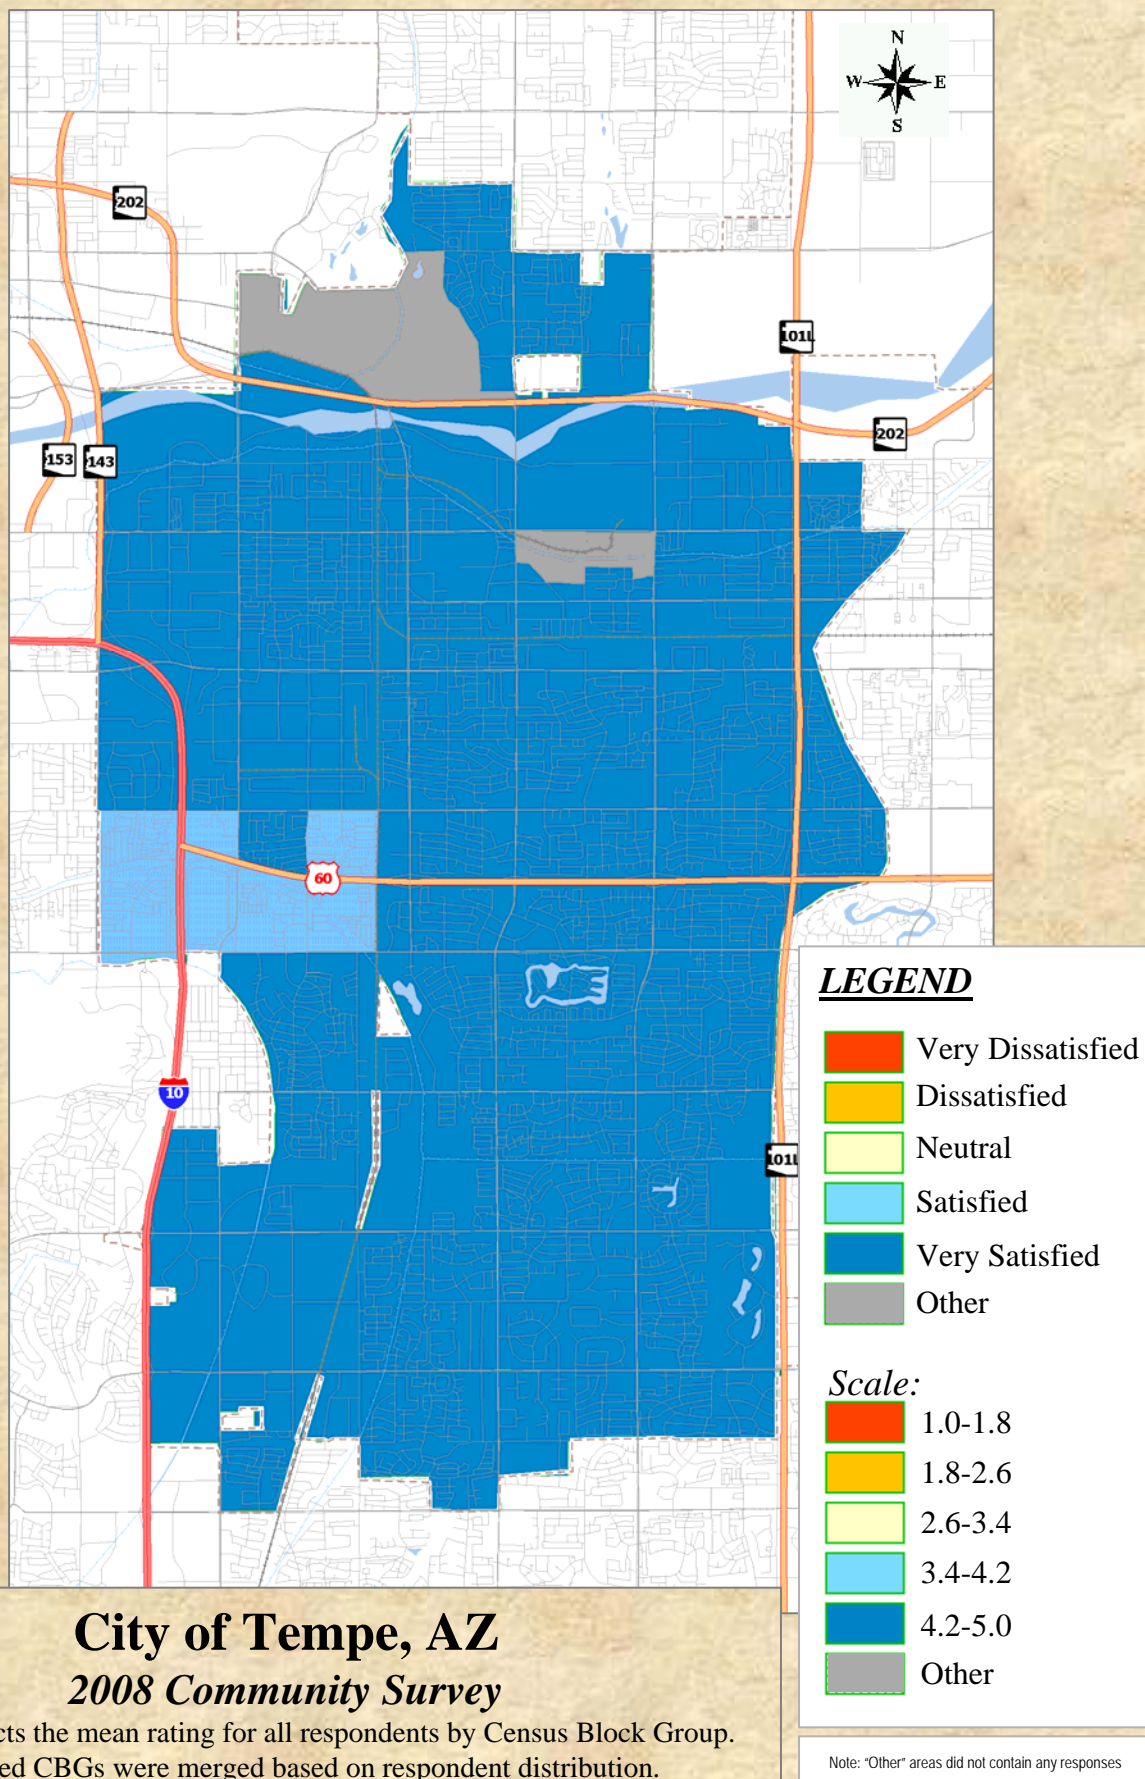 N
W E
S
202
101L
202
153 143
60
10
101L
LEGEND
Very Dissatisfied
Dissatisfied
Neutral
Satisfied
Very Satisfied
Other
Scale:
1.0-1.8
1.8-2.6
2.6-3.4
3.4-4.2
4.2-5.0
Other
City of Tempe, AZ
2008 Community Survey
cts the mean rating for all respondents by Census Block Group.
ed CBGs were merged based on respondent distribution.
Note: “Other” areas did not contain any responses